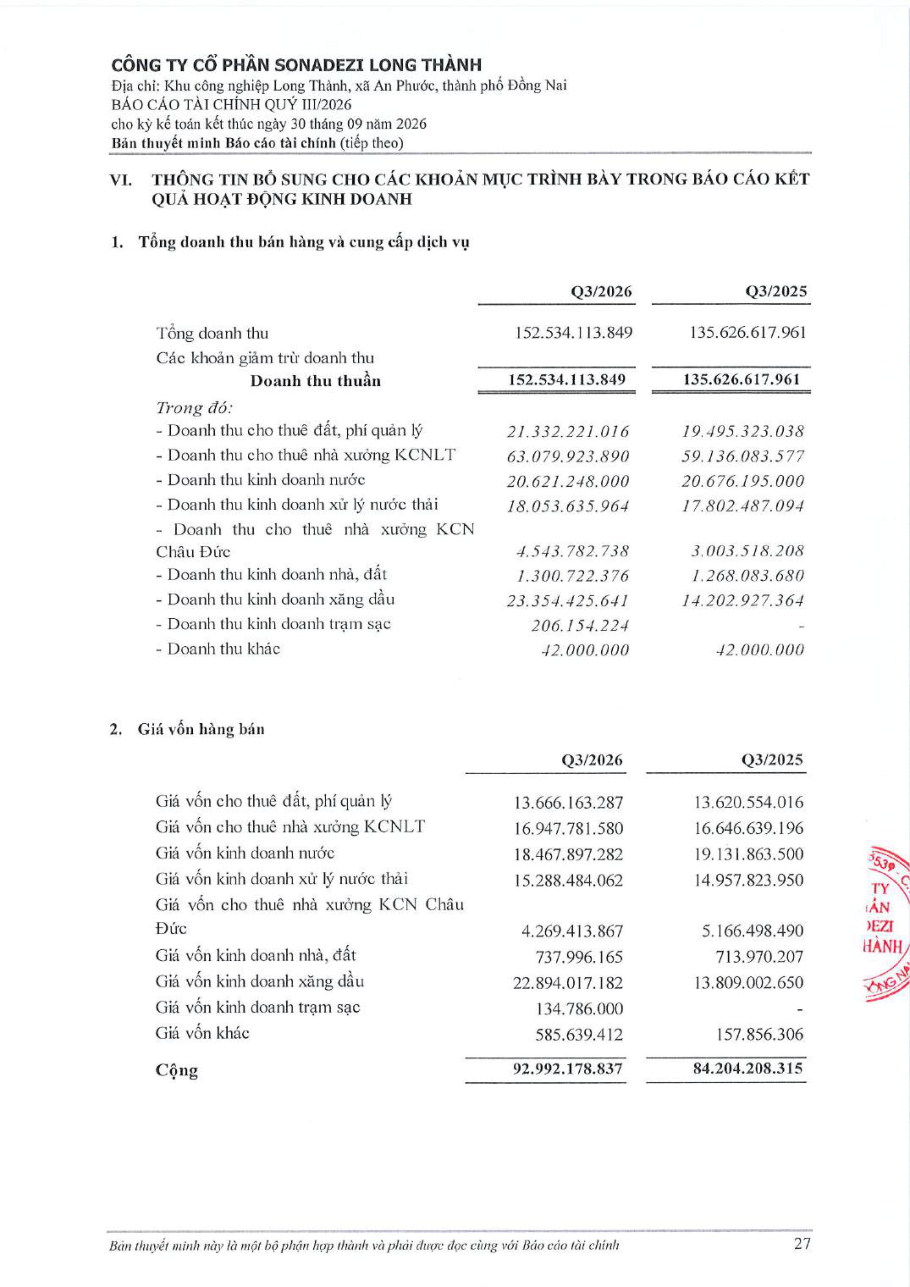 CÔNG TY CỔ PHẦN SONADEZI LONG THÀNH
Địa chỉ: Khu công nghiệp Long Thành, xã An Phước, thành phố Đồng Nai
BÁO CÁO TÀI CHÍNH QUÝ III/2026
cho kỳ kế toán kết thúc ngày 30 tháng 09 năm 2026
Bản thuyết minh Báo cáo tài chính (tiếp theo)
VI. THÔNG TIN BỔ SUNG CHO CÁC KHOẢN MỤC TRÌNH BÀY TRONG BÁO CÁO KẾT
QUẢ HOẠT ĐỘNG KINH DOANH
1. Tổng doanh thu bán hàng và cung cấp dịch vụ
Q3/2026 Q3/2025
Tổng doanh thu 152.534.113.849 135.626.617.961
Các khoản giảm trừ doanh thu
Doanh thu thuần 152.534.113.849 135.626.617.961
Trong đó:
- Doanh thu cho thuê đất, phí quản lý 21.332.221.016 19.495.323.038
- Doanh thu cho thuê nhà xưởng KCNLT 63.079.923.890 59.136.083.577
- Doanh thu kinh doanh nước 20.621.248.000 20.676.195.000
- Doanh thu kinh doanh xử lý nước thải 18.053.635.964 17.802.487.094
- Doanh thu cho thuê nhà xưởng KCN
Châu Đức 4.543.782.738 3.003.518.208
- Doanh thu kinh doanh nhà, đất 1.300.722.376 1.268.083.680
- Doanh thu kinh doanh xăng dầu 23.354.425.641 14.202.927.364
- Doanh thu kinh doanh trạm sạc 206.154.224 -
- Doanh thu khác 42.000.000 42.000.000
2. Giá vốn hàng bán
Q3/2026 Q3/2025
Giá vốn cho thuê đất, phí quản lý 13.666.163.287 13.620.554.016
Giá vốn cho thuê nhà xưởng KCNLT 16.947.781.580 16.646.639.196
Giá vốn kinh doanh nước 18.467.897.282 19.131.863.500
Giá vốn kinh doanh xử lý nước thải 15.288.484.062 14.957.823.950
Giá vốn cho thuê nhà xưởng KCN Châu
Đức 4.269.413.867 5.166.498.490
Giá vốn kinh doanh nhà, đất 737.996.165 713.970.207
Giá vốn kinh doanh xăng dầu 22.894.017.182 13.809.002.650
Giá vốn kinh doanh trạm sạc 134.786.000 -
Giá vốn khác 585.639.412 157.856.306
Cộng 92.992.178.837 84.204.208.315
TY
DEZI
HÀNH
Bản thuyết minh này là một bộ phận hợp thành và phải được đọc cùng với Báo cáo tài chính 27